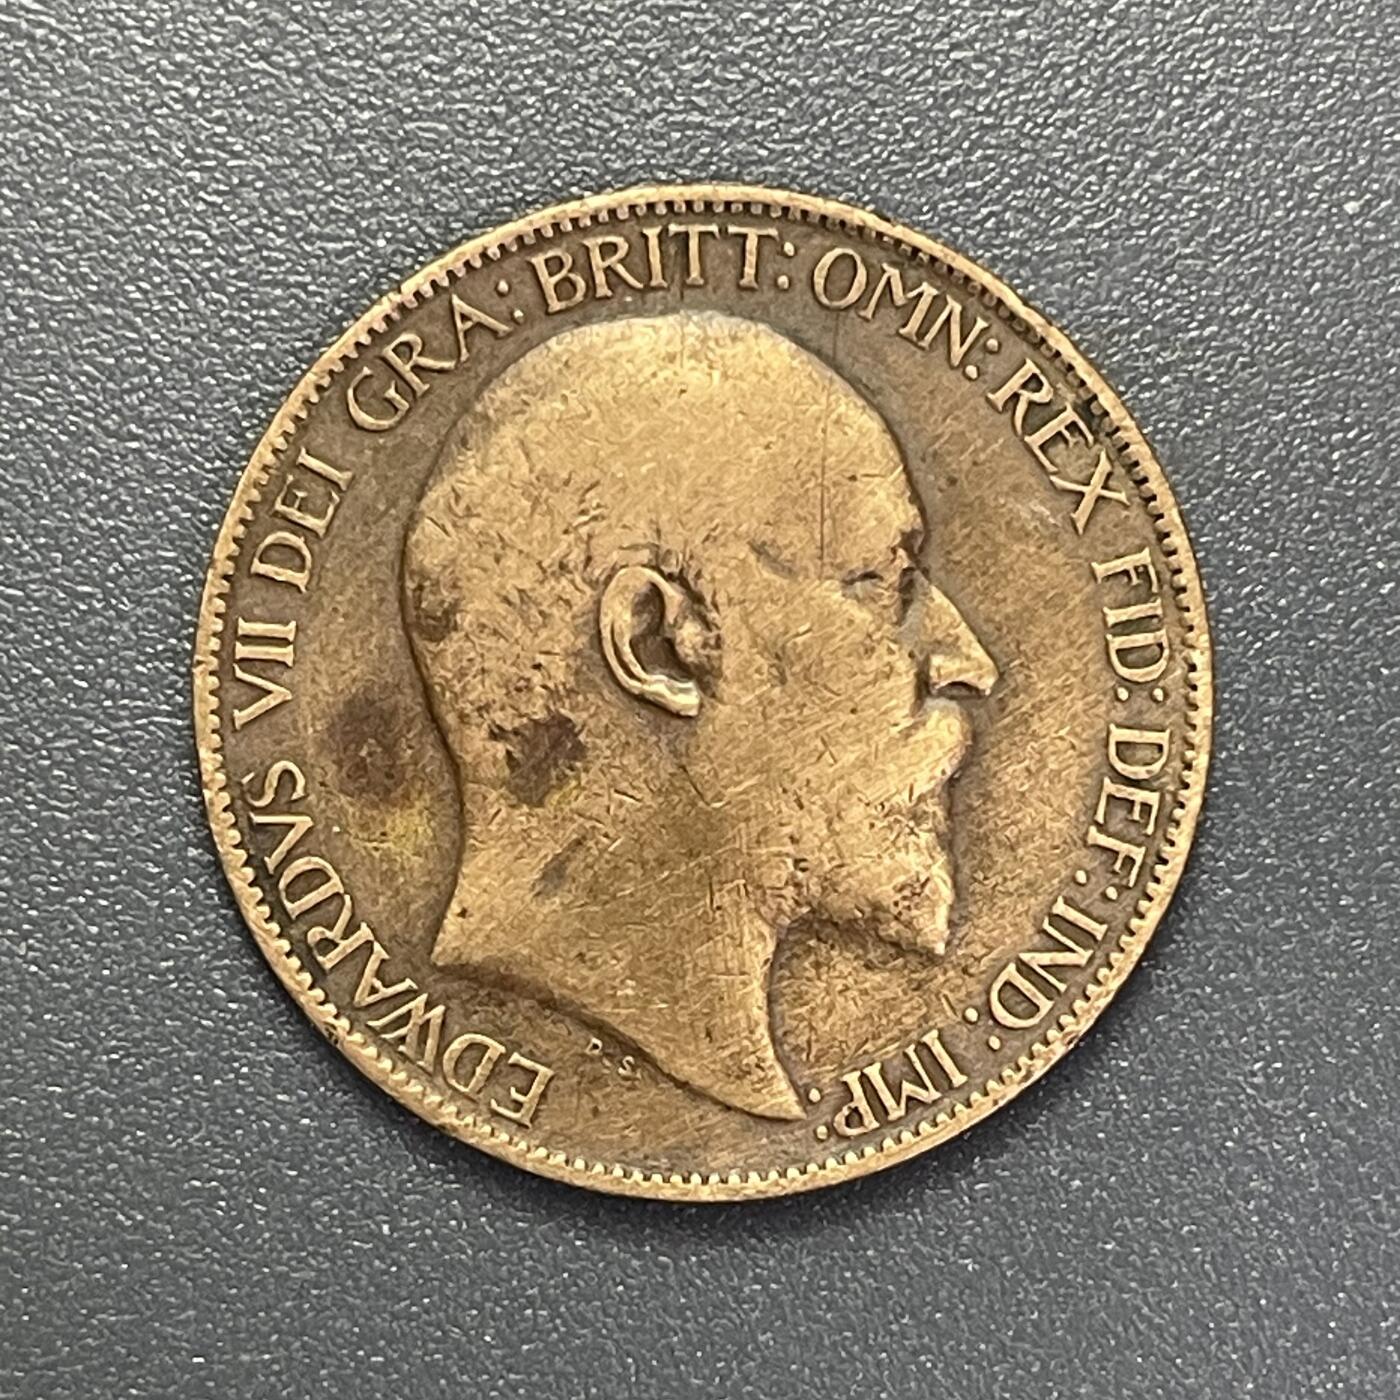 EDWARDVS VII DEI GRA: BRITT: OMN: REX FID: DEF: IND: IMP:
D S